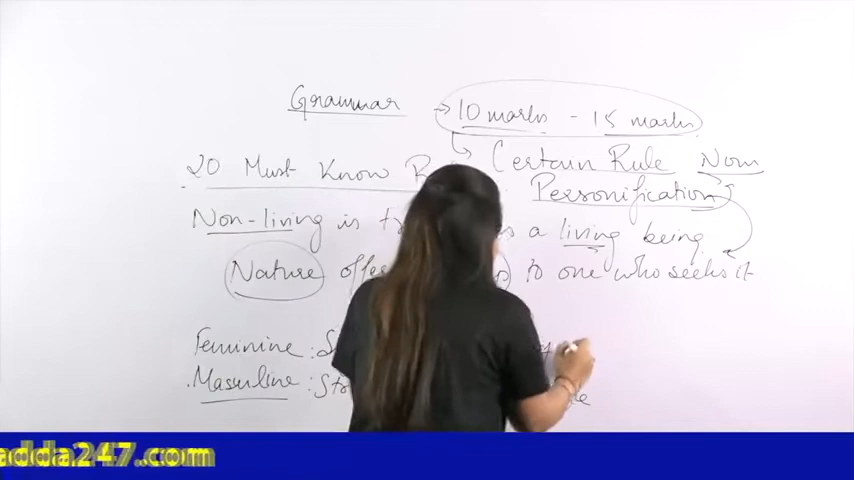 Grammar → 10 marks - 15 marks
20 Must Know Certain Rule Noun
Personification
Non-living is is a living being
Nature to one who seeks it
Feminine :
Masculine :
adda247.com